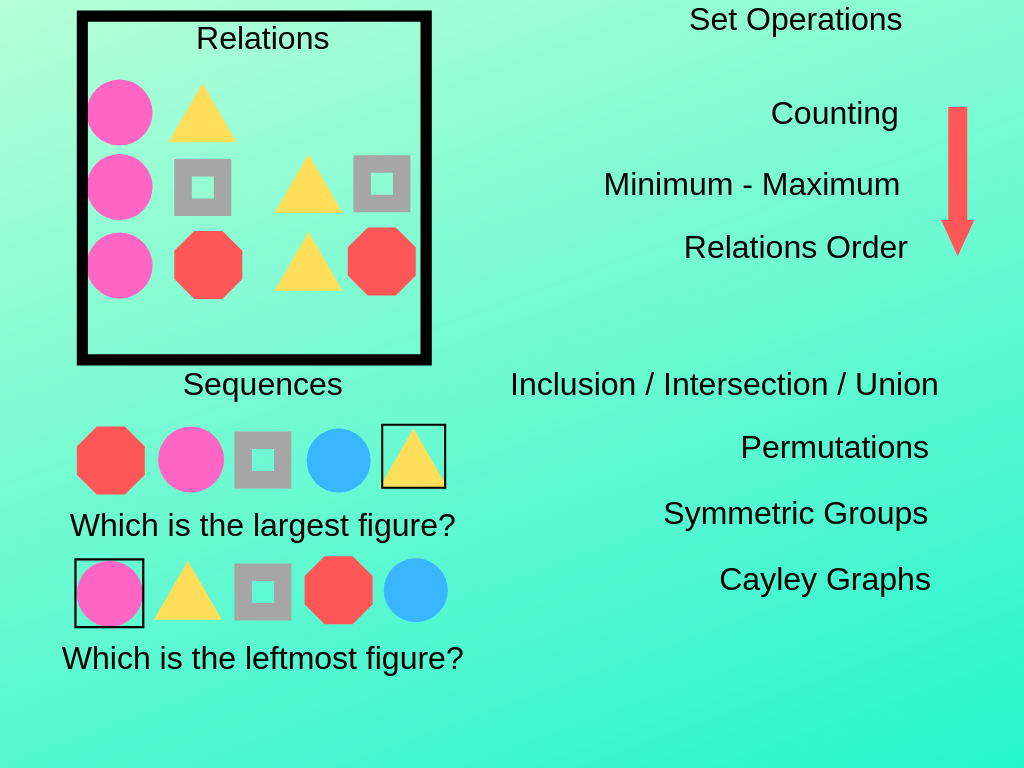 Relations
Sequences
Which is the largest figure?
Which is the leftmost figure?
Set Operations
Counting
Minimum - Maximum
Relations Order
Inclusion / Intersection / Union
Permutations
Symmetric Groups
Cayley Graphs